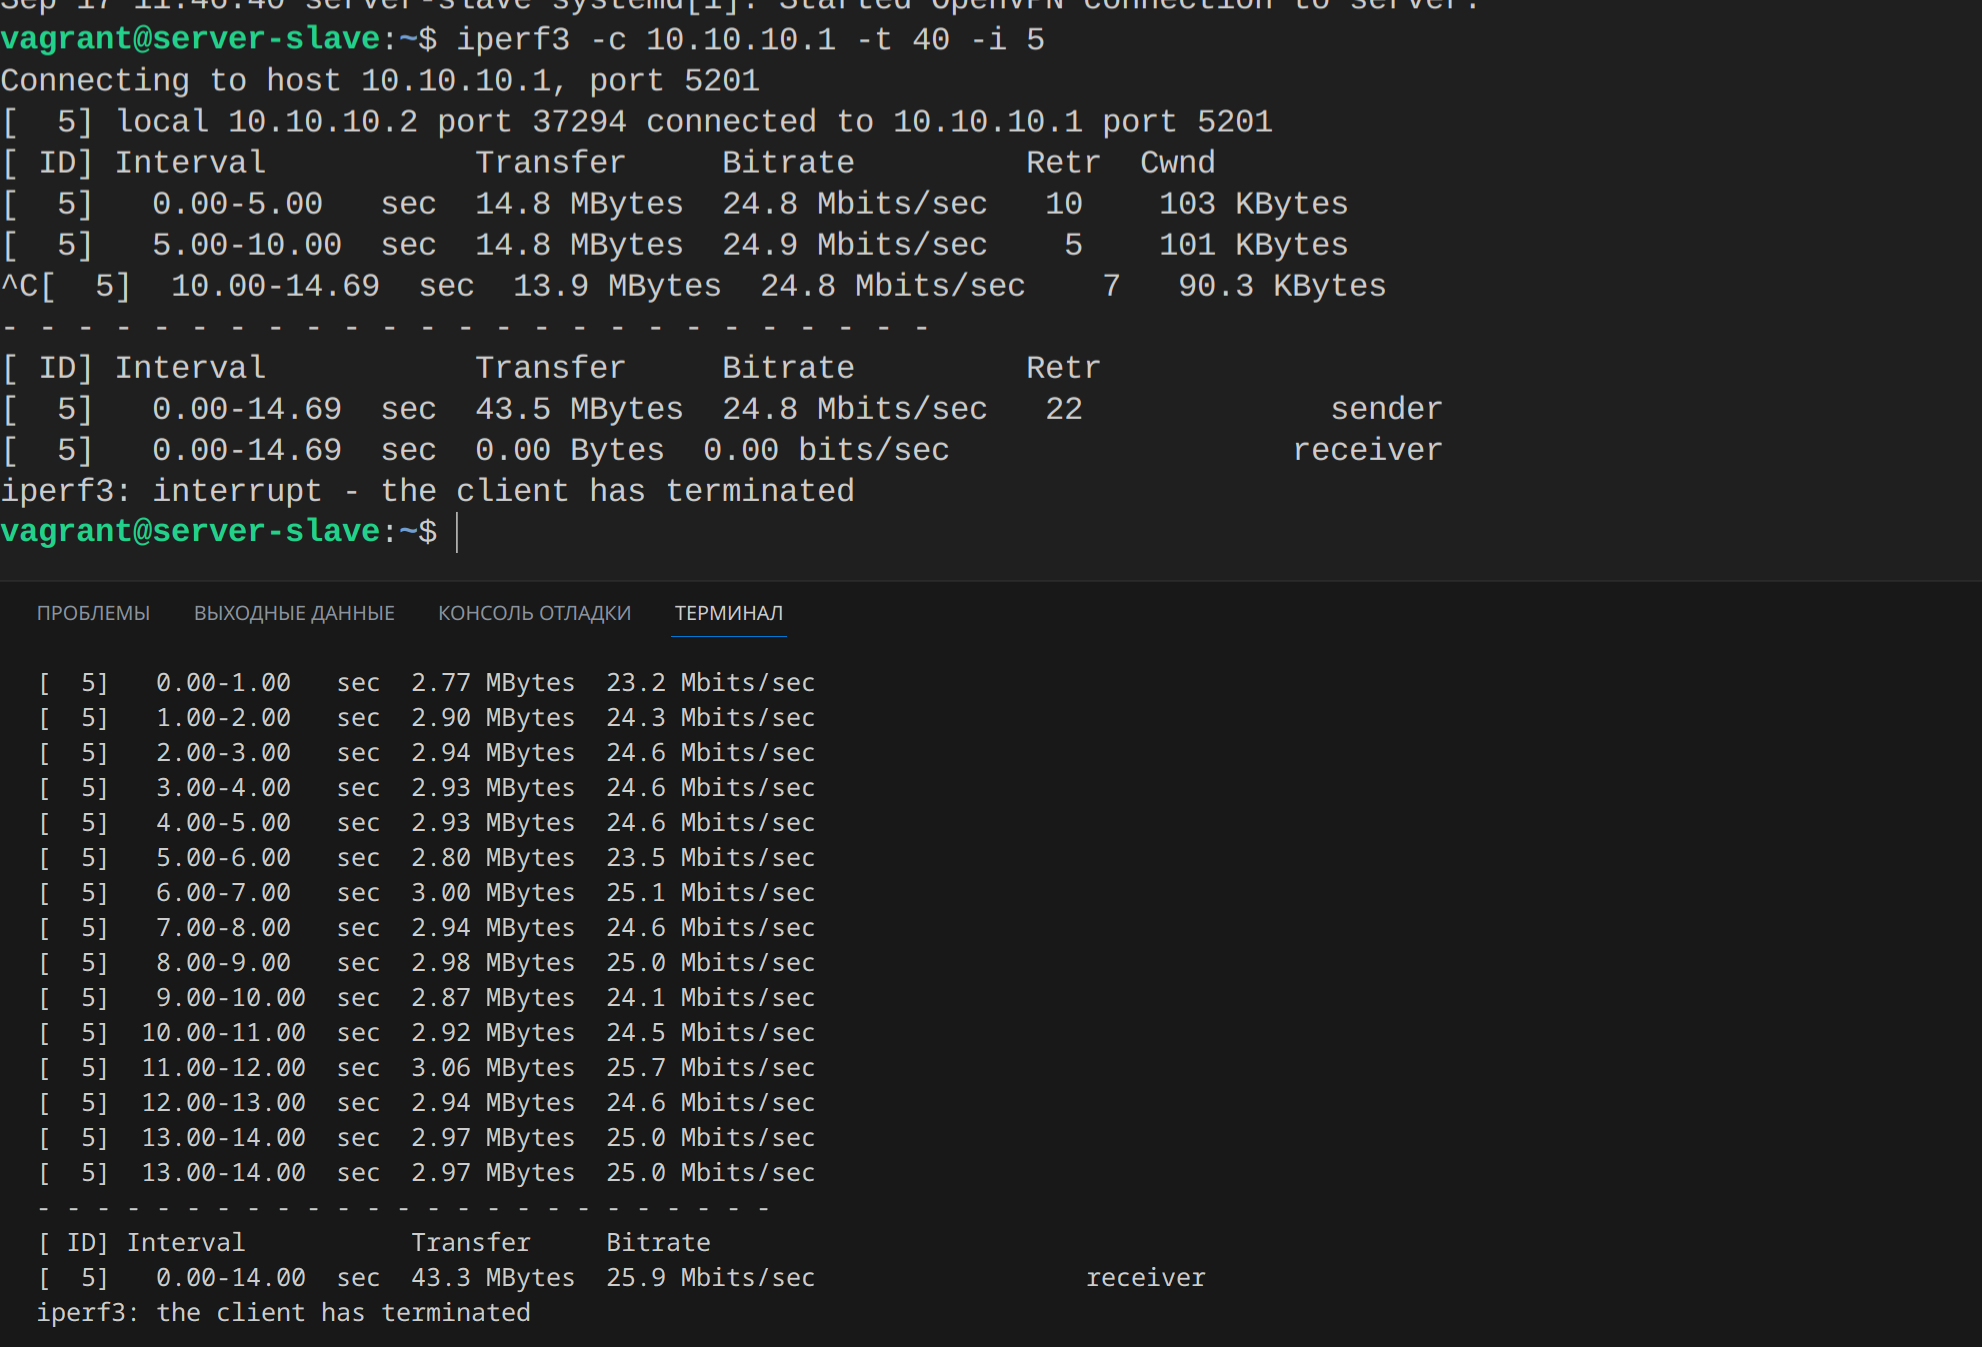 Sep 17 11:46:40 server-slave systemd[1]: Started OpenVPN connection to server.
vagrant@server-slave:~$ iperf3 -c 10.10.10.1 -t 40 -i 5
Connecting to host 10.10.10.1, port 5201
[  5] local 10.10.10.2 port 37294 connected to 10.10.10.1 port 5201
[ ID] Interval           Transfer     Bitrate         Retr  Cwnd
[  5]   0.00-5.00   sec  14.8 MBytes  24.8 Mbits/sec   10    103 KBytes
[  5]   5.00-10.00  sec  14.8 MBytes  24.9 Mbits/sec    5    101 KBytes
^C[  5]  10.00-14.69  sec  13.9 MBytes  24.8 Mbits/sec    7   90.3 KBytes
- - - - - - - - - - - - - - - - - - - - - - - - -
[ ID] Interval           Transfer     Bitrate         Retr
[  5]   0.00-14.69  sec  43.5 MBytes  24.8 Mbits/sec   22             sender
[  5]   0.00-14.69  sec  0.00 Bytes  0.00 bits/sec                  receiver
iperf3: interrupt - the client has terminated
vagrant@server-slave:~$
ПРОБЛЕМЫ ВЫХОДНЫЕ ДАННЫЕ КОНСОЛЬ ОТЛАДКИ ТЕРМИНАЛ
[  5]   0.00-1.00   sec  2.77 MBytes  23.2 Mbits/sec
[  5]   1.00-2.00   sec  2.90 MBytes  24.3 Mbits/sec
[  5]   2.00-3.00   sec  2.94 MBytes  24.6 Mbits/sec
[  5]   3.00-4.00   sec  2.93 MBytes  24.6 Mbits/sec
[  5]   4.00-5.00   sec  2.93 MBytes  24.6 Mbits/sec
[  5]   5.00-6.00   sec  2.80 MBytes  23.5 Mbits/sec
[  5]   6.00-7.00   sec  3.00 MBytes  25.1 Mbits/sec
[  5]   7.00-8.00   sec  2.94 MBytes  24.6 Mbits/sec
[  5]   8.00-9.00   sec  2.98 MBytes  25.0 Mbits/sec
[  5]   9.00-10.00  sec  2.87 MBytes  24.1 Mbits/sec
[  5]  10.00-11.00  sec  2.92 MBytes  24.5 Mbits/sec
[  5]  11.00-12.00  sec  3.06 MBytes  25.7 Mbits/sec
[  5]  12.00-13.00  sec  2.94 MBytes  24.6 Mbits/sec
[  5]  13.00-14.00  sec  2.97 MBytes  25.0 Mbits/sec
[  5]  13.00-14.00  sec  2.97 MBytes  25.0 Mbits/sec
- - - - - - - - - - - - - - - - - - - - - - - - -
[ ID] Interval           Transfer     Bitrate
[  5]   0.00-14.00  sec  43.3 MBytes  25.9 Mbits/sec                  receiver
iperf3: the client has terminated